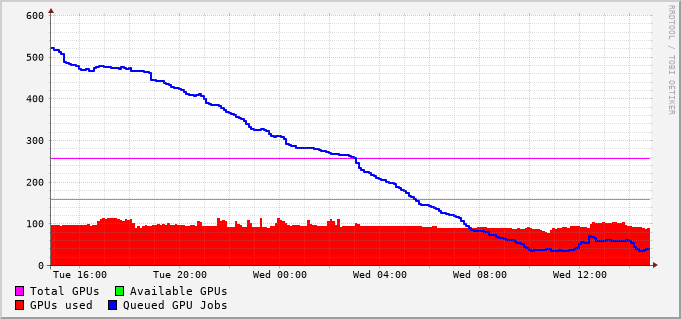 600
500
400
300
200
100
0
Tue 16:00 Tue 20:00 Wed 00:00 Wed 04:00 Wed 08:00 Wed 12:00
Total GPUs Available GPUs
GPUs used Queued GPU Jobs
RRDTOOL / TOBI OETIKER